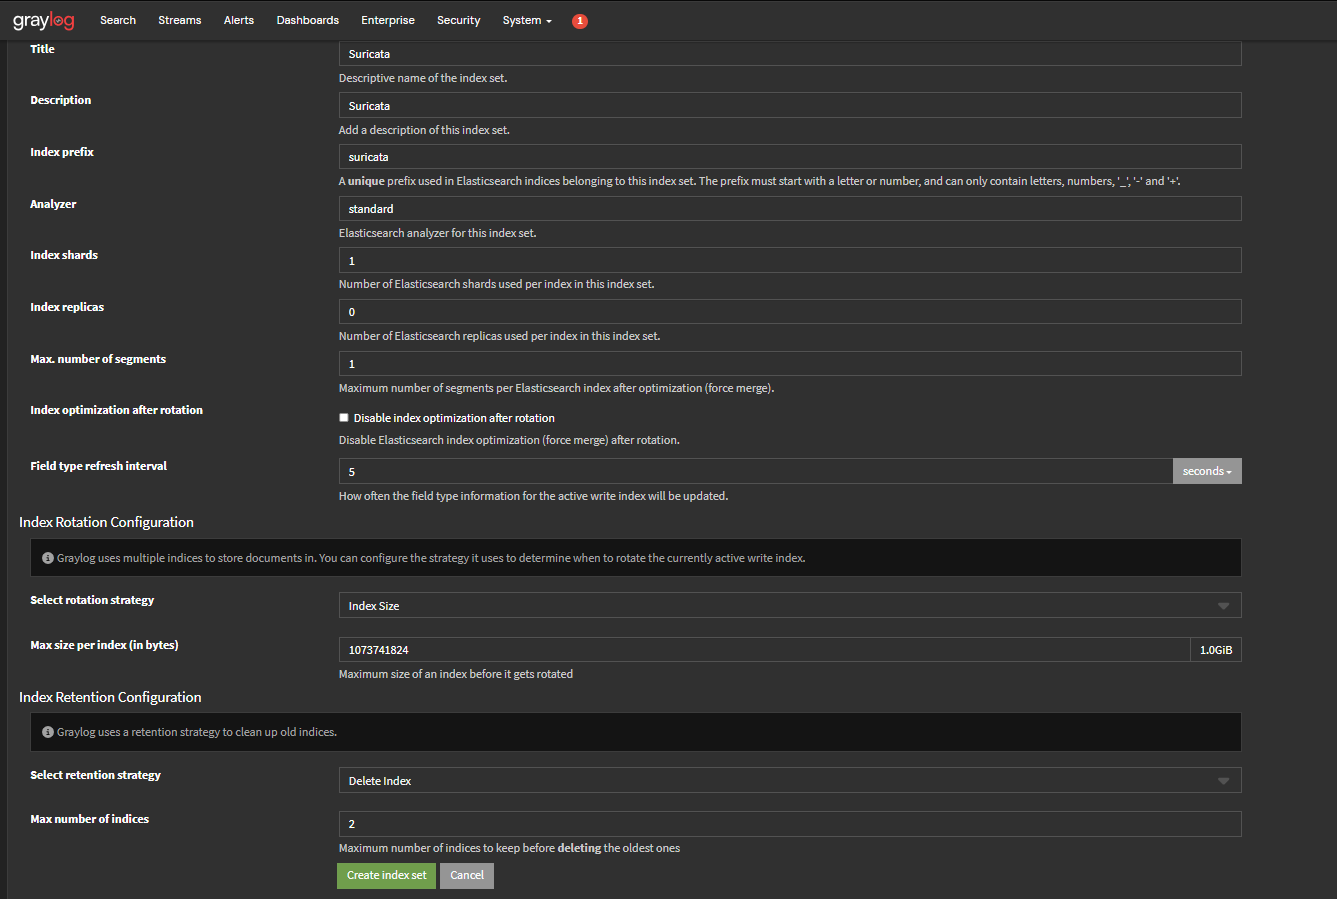 graylog Search Streams Alerts Dashboards Enterprise Security System 1
Title Suricata
Descriptive name of the index set.
Description Suricata
Add a description of this index set.
Index prefix suricata
A unique prefix used in Elasticsearch indices belonging to this index set. The prefix must start with a letter or number, and can only contain letters, numbers, '_', '-' and '+'.
Analyzer standard
Elasticsearch analyzer for this index set.
Index shards 1
Number of Elasticsearch shards used per index in this index set.
Index replicas 0
Number of Elasticsearch replicas used per index in this index set.
Max. number of segments 1
Maximum number of segments per Elasticsearch index after optimization (force merge).
Index optimization after rotation Disable index optimization after rotation
Disable Elasticsearch index optimization (force merge) after rotation.
Field type refresh interval 5 seconds
How often the field type information for the active write index will be updated.
Index Rotation Configuration
Graylog uses multiple indices to store documents in. You can configure the strategy it uses to determine when to rotate the currently active write index.
Select rotation strategy Index Size
Max size per index (in bytes) 1073741824 1.0GiB
Maximum size of an index before it gets rotated
Index Retention Configuration
Graylog uses a retention strategy to clean up old indices.
Select retention strategy Delete Index
Max number of indices 2
Maximum number of indices to keep before deleting the oldest ones
Create index set Cancel